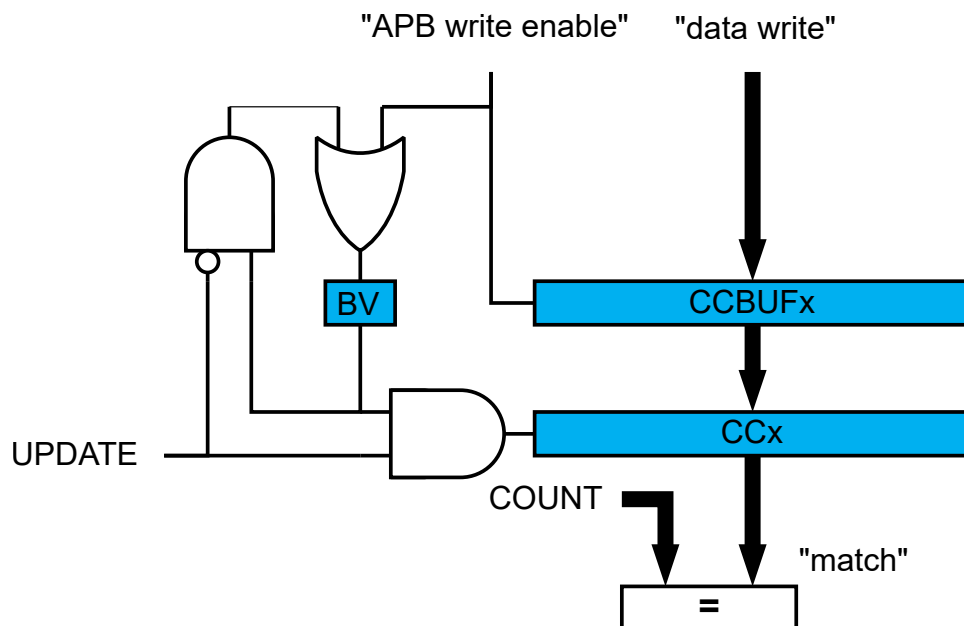 "APB write enable"
"data write"
BV
CCBUFx
CCx
UPDATE
COUNT
"match"
=